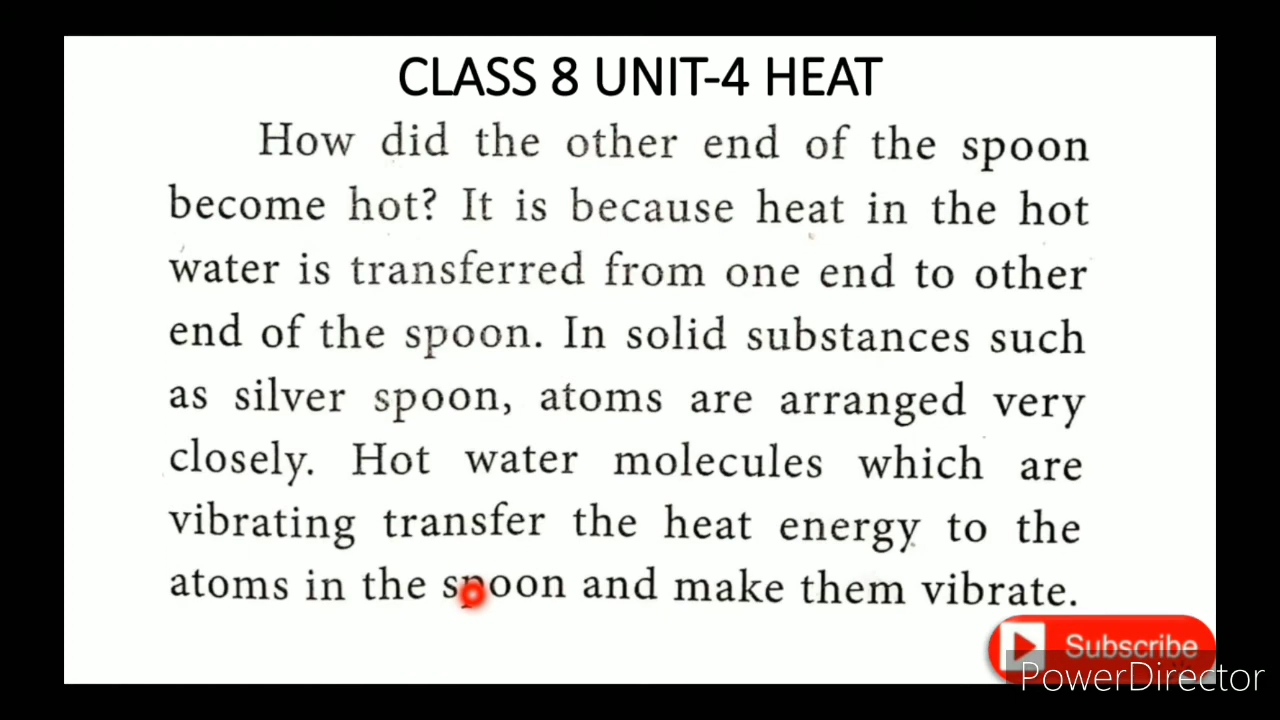 CLASS 8 UNIT-4 HEAT
How did the other end of the spoon
become hot? It is because heat in the hot
water is transferred from one end to other
end of the spoon. In solid substances such
as silver spoon, atoms are arranged very
closely. Hot water molecules which are
vibrating transfer the heat energy to the
atoms in the spoon and make them vibrate.
Subscribe
PowerDirector